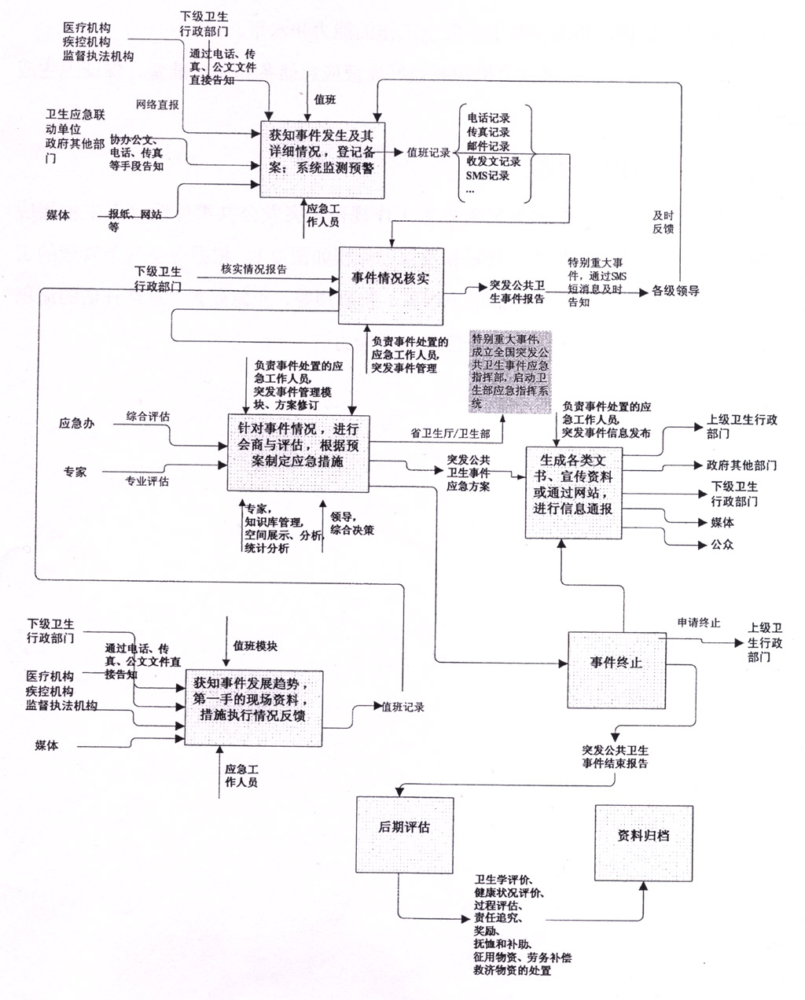 下级卫生
行政部门
医疗机构
疾控机构
监督执法机构
通过电话、传
真、公文文件
直接告知
网络直报
值班
卫生应急联
动单位
政府其他部
门
协办公文、
电话、传真
等手段告知
媒体
报纸、网站
等
获知事件发生及其
详细情况，登记备
案；系统监测预警
应急工
作人员
值班记录
电话记录
传真记录
邮件记录
收发文记录
SMS记录
...
及时
反馈
下级卫生
行政部门
核实情况报告
事件情况核实
突发公共卫
生事件报告
特别重大事
件，通过SMS
短消息及时
告知
各级领导
负责事件处置的
应急工作人员，
突发事件管理
特别重大事件，
成立全国突发公
共卫生事件应急
指挥部，启动卫
生部应急指挥系
统
负责事件处置的应
急工作人员，
突发事件管理模
块、方案修订
应急办
综合评估
专家
专业评估
针对事件情况，进行
会商与评估，根据预
案制定应急措施
省卫生厅/卫生部
突发公共
卫生事件
应急方案
专家，
知识库管理，
空间展示、分析，
统计分析
领导，
综合决策
负责事件处置的应
急工作人员，
突发事件信息发布
生成各类文
书、宣传资料
或通过网站，
进行信息通报
上级卫生行政
部门
政府其他部门
下级卫生
行政部门
媒体
公众
下级卫生
行政部门
通过电话、传
真、公文文件直
接告知
医疗机构
疾控机构
监督执法机构
媒体
值班模块
获知事件发展趋势，
第一手的现场资料，
措施执行情况反馈
应急工
作人员
值班记录
事件终止
申请终止
上级卫
生行政
部门
突发公共卫生
事件结束报告
后期评估
资料归档
卫生学评价、
健康状况评价、
过程评估、
责任追究、
奖励、
抚恤和补助、
征用物资、劳务补偿
救济物资的处置